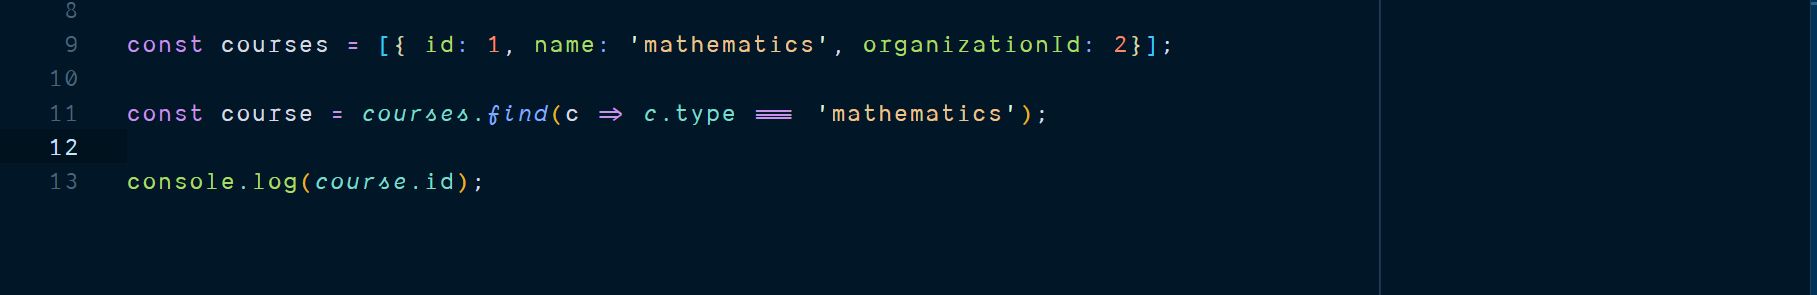 8
9 const courses = [{ id: 1, name: 'mathematics', organizationId: 2}];
10
11 const course = courses.find(c => c.type === 'mathematics');
12
13 console.log(course.id);